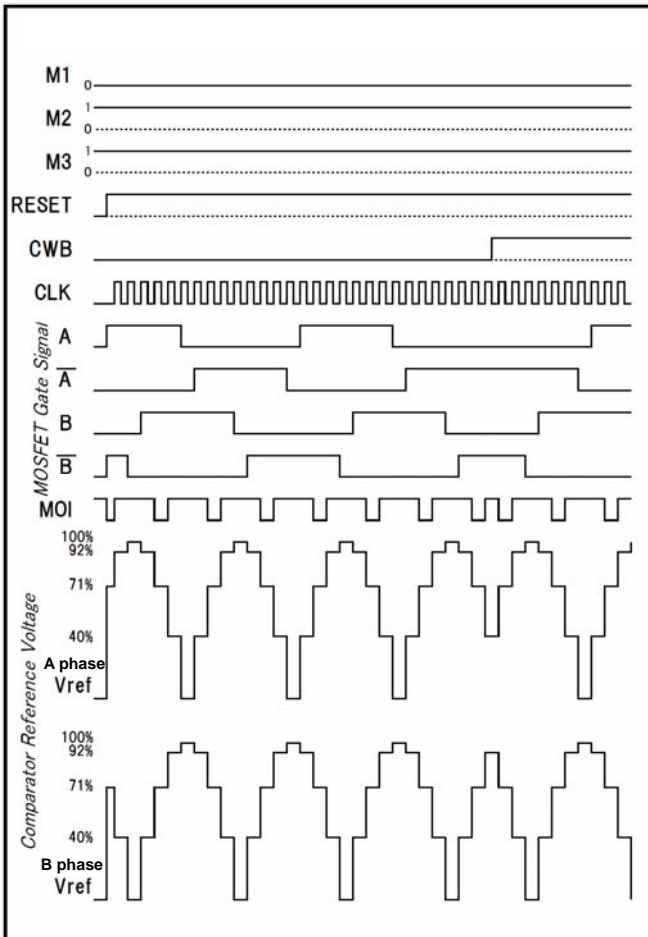 M1 0
M2 1
0
M3 1
0
RESET
CWB
CLK
MOSFET Gate Signal
A
A̅
B
B̅
MOI
Comparator Reference Voltage
100%
92%
71%
40%
A phase
Vref
100%
92%
71%
40%
B phase
Vref